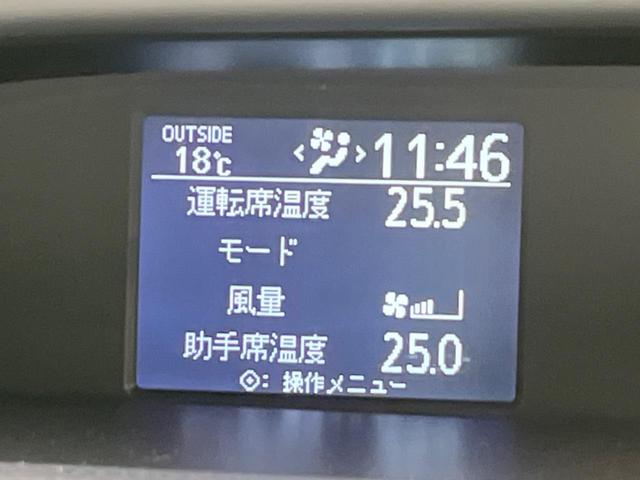 OUTSIDE
18℃ < > 11:46
運転席温度 25.5
モード
風量
助手席温度 25.0
: 操作メニュー